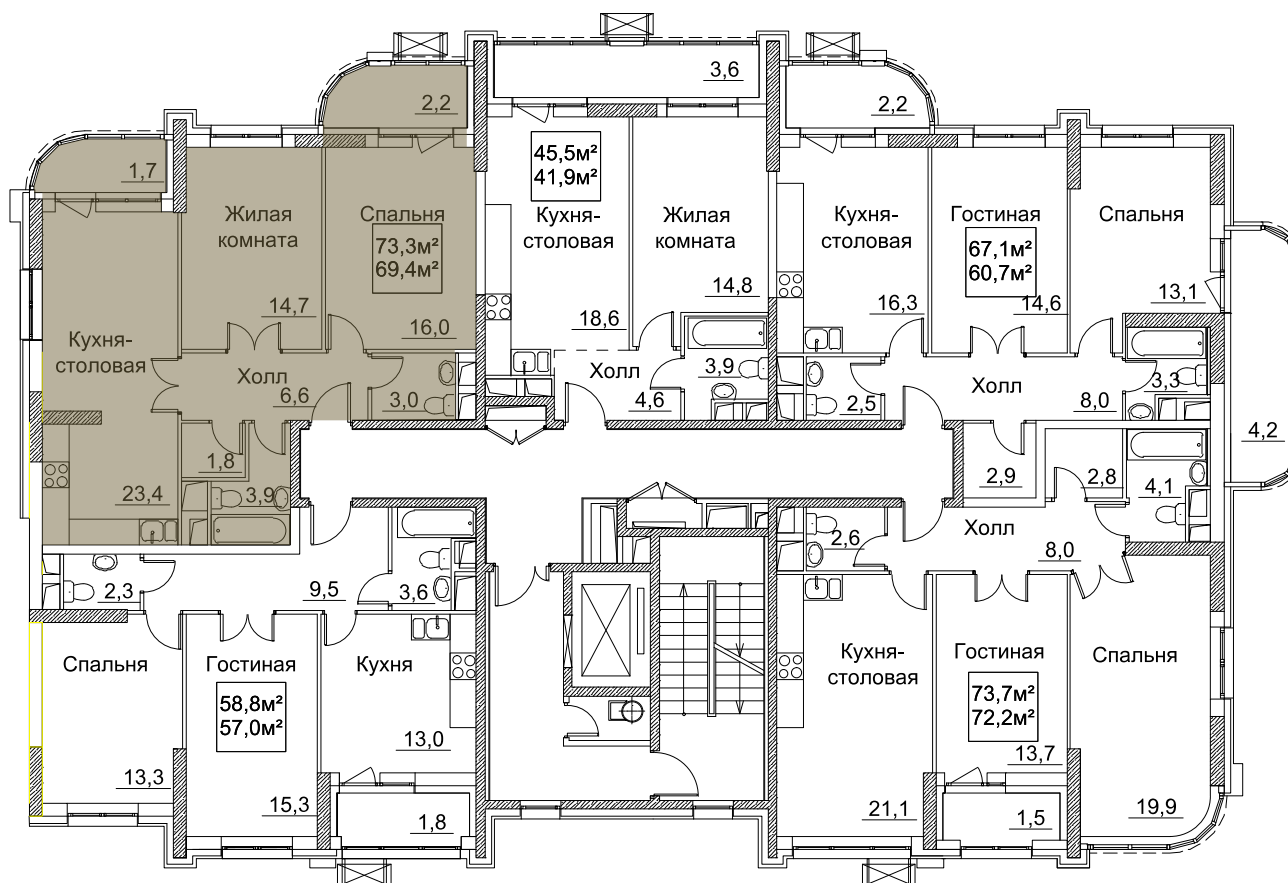 3,6
2,2
2,2
1,7
45,5м²
41,9м²
Жилая
комната
Спальня
73,3м²
69,4м²
14,7
16,0
Кухня-
столовая
Жилая
комната
18,6
14,8
Кухня-
столовая
Гостиная
67,1м²
60,7м²
Спальня
16,3
14,6
13,1
Кухня-
столовая
Холл
6,6
3,0
Холл
4,6
3,9
Холл
2,5
8,0
3,3
4,2
1,8
3,9
23,4
2,9
2,8
4,1
Холл
2,6
8,0
2,3
9,5
3,6
Спальня
Гостиная
Кухня
58,8м²
57,0м²
13,3
15,3
13,0
1,8
Кухня-
столовая
Гостиная
73,7м²
72,2м²
Спальня
13,7
21,1
1,5
19,9